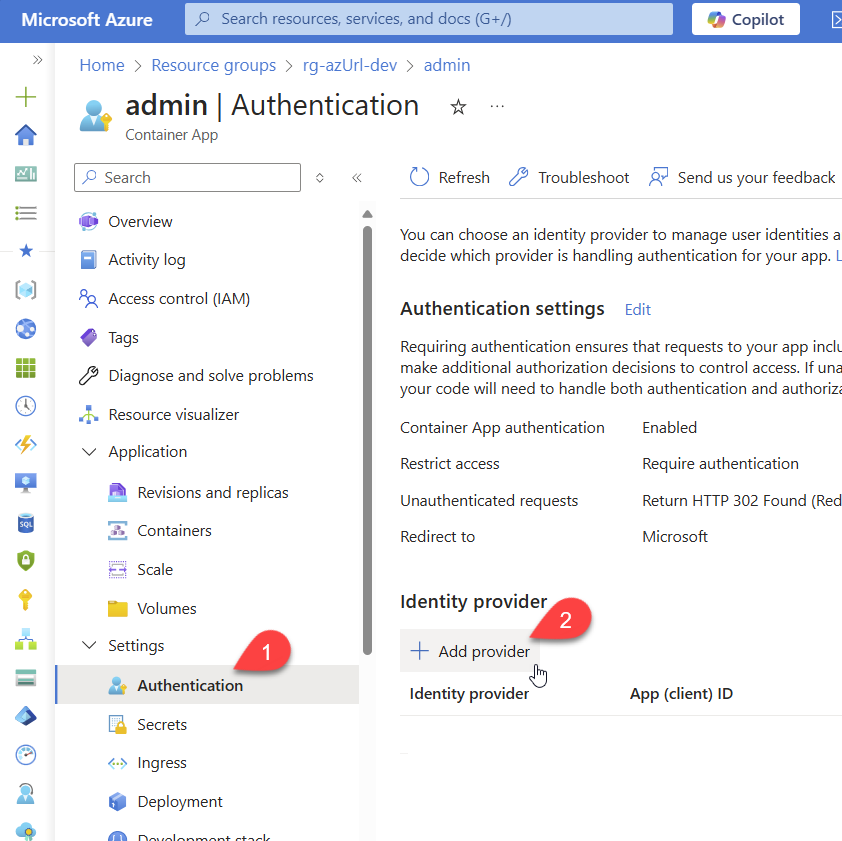 Microsoft Azure
Search resources, services, and docs (G+/)
Copilot
Home > Resource groups > rg-azUrl-dev > admin
admin | Authentication
Container App
Search
Refresh
Troubleshoot
Send us your feedback
Overview
Activity log
Access control (IAM)
Tags
Diagnose and solve problems
Resource visualizer
Application
Revisions and replicas
Containers
Scale
Volumes
Settings
1
Authentication
Secrets
Ingress
Deployment
Development stack
SQL
You can choose an identity provider to manage user identities a
decide which provider is handling authentication for your app. L
Authentication settings Edit
Requiring authentication ensures that requests to your app inclu
make additional authorization decisions to control access. If una
your code will need to handle both authentication and authoriza
Container App authentication Enabled
Restrict access Require authentication
Unauthenticated requests Return HTTP 302 Found (Red
Redirect to Microsoft
Identity provider
2
Add provider
Identity provider App (client) ID